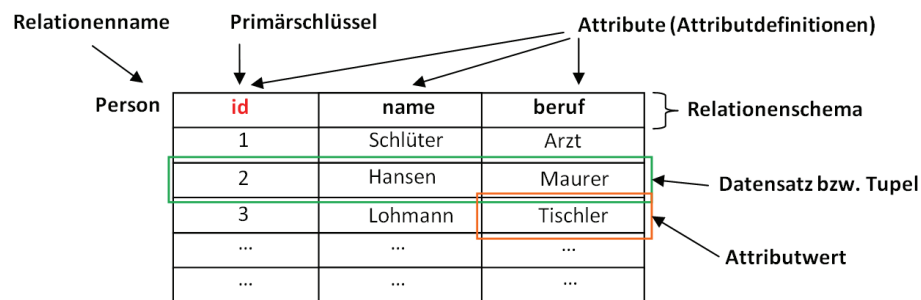 Relationenname Primärschlüssel Attribute (Attributdefinitionen)
Person id name beruf Relationenschema
1 Schlüter Arzt
2 Hansen Maurer
Datensatz bzw. Tupel
3 Lohmann Tischler
... ... ...
Attributwert
... ... ...